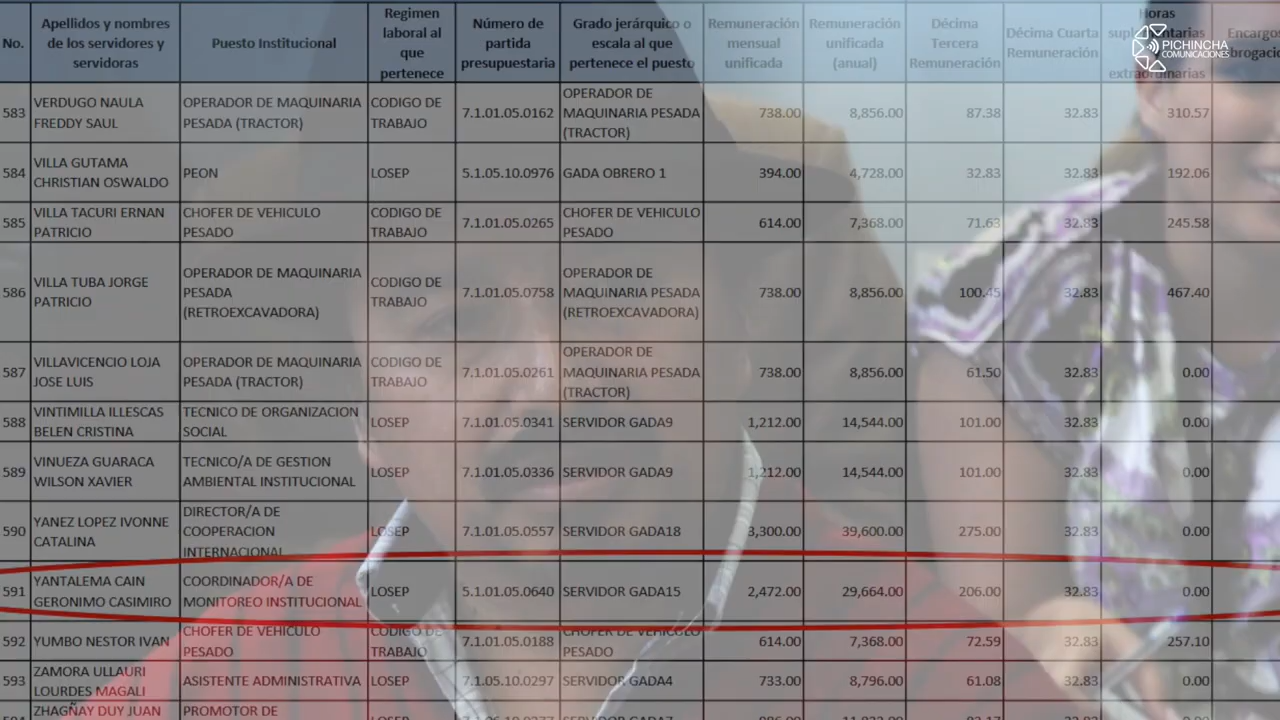 No.
Apellidos y nombres
de los servidores y
servidoras
Puesto Institucional
Regimen
laboral al
que
pertenece
Número de
partida
presupuestaria
Grado jerárquico o
escala al que
pertenece el puesto
Remuneración
mensual
unificada
Remuneración
unificada
(anual)
Décima
Tercera
Remuneración
Décima Cuarta
Remuneración
Horas
extraordinarias
PICHINCHA
COMUNICACIONES
583
VERDUGO NAULA
FREDDY SAUL
OPERADOR DE MAQUINARIA
PESADA (TRACTOR)
CODIGO DE
TRABAJO
7.1.01.05.0162
OPERADOR DE
MAQUINARIA PESADA
(TRACTOR)
738.00
8,856.00
87.38
32.83
310.57
584
VILLA GUTAMA
CHRISTIAN OSWALDO
PEON
LOSEP
5.1.05.10.0976
GADA OBRERO 1
394.00
4,728.00
32.83
32.83
192.06
585
VILLA TACURI ERNAN
PATRICIO
CHOFER DE VEHICULO
PESADO
CODIGO DE
TRABAJO
7.1.01.05.0265
CHOFER DE VEHICULO
PESADO
614.00
7,368.00
71.63
32.83
245.58
586
VILLA TUBA JORGE
PATRICIO
OPERADOR DE MAQUINARIA
PESADA
(RETROEXCAVADORA)
CODIGO DE
TRABAJO
7.1.01.05.0758
OPERADOR DE
MAQUINARIA PESADA
(RETROEXCAVADORA)
738.00
8,856.00
100.45
32.83
467.40
587
VILLAVICENCIO LOJA
JOSE LUIS
OPERADOR DE MAQUINARIA
PESADA (TRACTOR)
CODIGO DE
TRABAJO
7.1.01.05.0261
OPERADOR DE
MAQUINARIA PESADA
(TRACTOR)
738.00
8,856.00
61.50
32.83
0.00
588
VINTIMILLA ILLESCAS
BELEN CRISTINA
TECNICO DE ORGANIZACION
SOCIAL
LOSEP
7.1.01.05.0341
SERVIDOR GADA9
1,212.00
14,544.00
101.00
32.83
0.00
589
VINUEZA GUARACA
WILSON XAVIER
TECNICO/A DE GESTION
AMBIENTAL INSTITUCIONAL
LOSEP
7.1.01.05.0336
SERVIDOR GADA9
1,212.00
14,544.00
101.00
32.83
0.00
590
YANEZ LOPEZ IVONNE
CATALINA
DIRECTOR/A DE
COOPERACION
INTERNACIONAL
LOSEP
7.1.01.05.0557
SERVIDOR GADA18
3,300.00
39,600.00
275.00
32.83
0.00
591
YANTALEMA CAIN
GERONIMO CASIMIRO
COORDINADOR/A DE
MONITOREO INSTITUCIONAL
LOSEP
5.1.01.05.0640
SERVIDOR GADA15
2,472.00
29,664.00
206.00
32.83
0.00
592
YUMBO NESTOR IVAN
CHOFER DE VEHICULO
PESADO
CODIGO DE
TRABAJO
7.1.01.05.0188
CHOFER DE VEHICULO
PESADO
614.00
7,368.00
72.59
32.83
257.10
593
ZAMORA ULLAURI
LOURDES MAGALI
ASISTENTE ADMINISTRATIVA
LOSEP
7.1.05.10.0297
SERVIDOR GADA4
733.00
8,796.00
61.08
32.83
0.00
ZHAGÑAY DUY JUAN
PROMOTOR DE